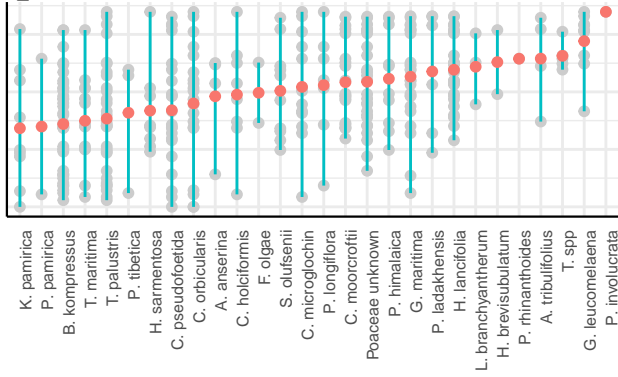 K. pamirica
P. pamirica
B. kompressus
T. maritima
T. palustris
P. tibetica
H. sarmentosa
C. pseudofoetida
C. orbicularis
A. anserina
C. holciformis
F. olgae
S. olufsenii
C. microglochin
P. longiflora
C. moorcroftii
Poaceae unknown
P. himalaica
G. maritima
P. ladakhensis
H. lancifolia
L. branchyantherum
H. brevisubulatum
P. rhinanthoides
A. tribulifolius
T. spp
G. leucomelaena
P. involucrata